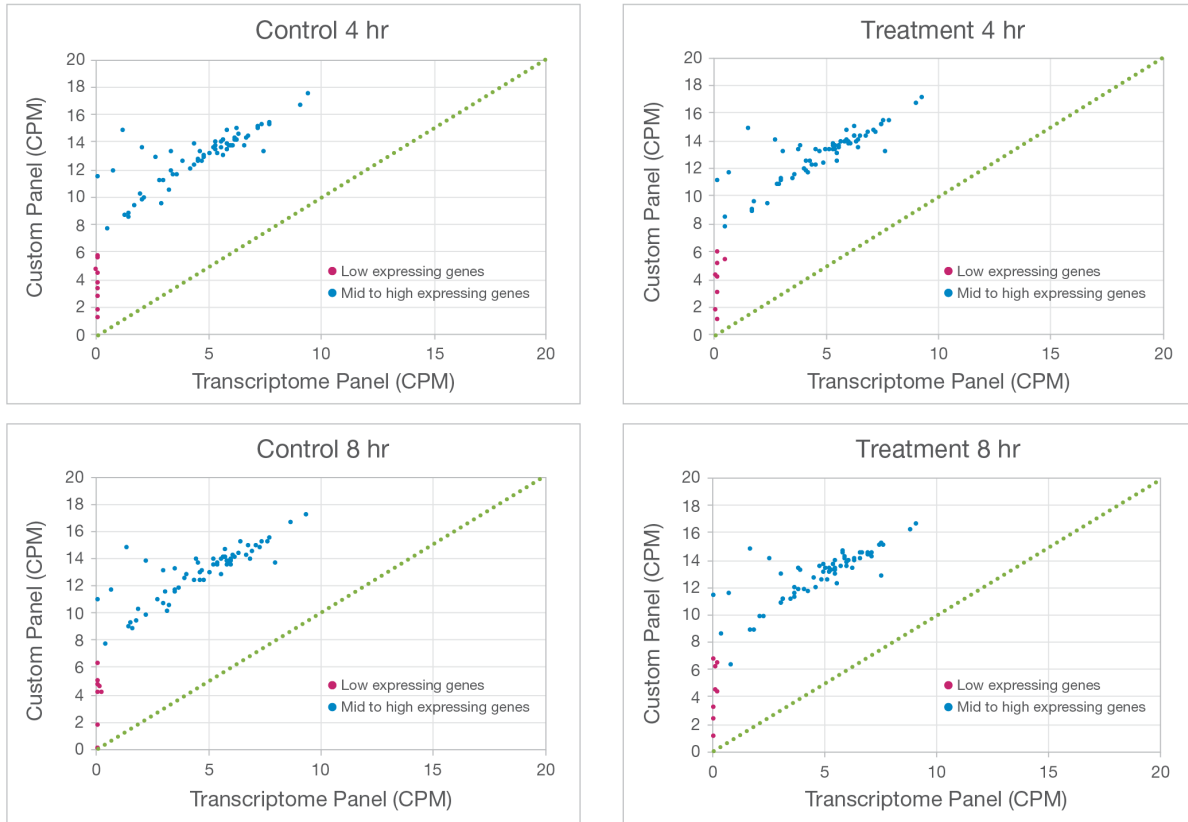 Control 4 hr
20
18
16
14
12
10
8
6
4
2
0
Custom Panel (CPM)
Low expressing genes
Mid to high expressing genes
0 5 10 15 20
Transcriptome Panel (CPM)
Treatment 4 hr
20
18
16
14
12
10
8
6
4
2
0
Custom Panel (CPM)
Low expressing genes
Mid to high expressing genes
0 5 10 15 20
Transcriptome Panel (CPM)
Control 8 hr
20
18
16
14
12
10
8
6
4
2
0
Custom Panel (CPM)
Low expressing genes
Mid to high expressing genes
0 5 10 15 20
Transcriptome Panel (CPM)
Treatment 8 hr
20
18
16
14
12
10
8
6
4
2
0
Custom Panel (CPM)
Low expressing genes
Mid to high expressing genes
0 5 10 15 20
Transcriptome Panel (CPM)